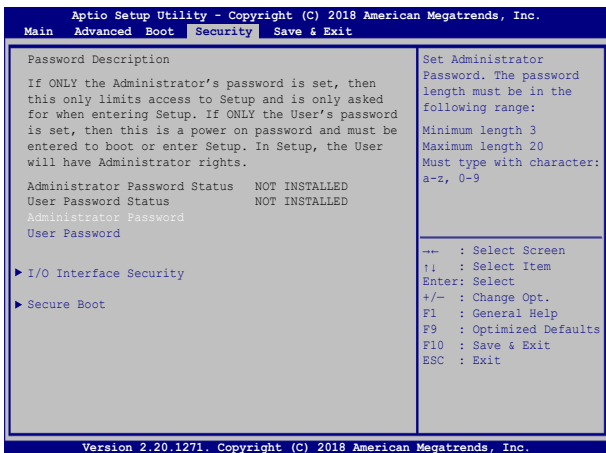 Aptio Setup Utility - Copyright (C) 2018 American Megatrends, Inc.
Main Advanced Boot Security Save & Exit
Password Description
If ONLY the Administrator's password is set, then
this only limits access to Setup and is only asked
for when entering Setup. If ONLY the User's password
is set, then this is a power on password and must be
entered to boot or enter Setup. In Setup, the User
will have Administrator rights.
Administrator Password Status NOT INSTALLED
User Password Status NOT INSTALLED
Administrator Password
User Password
I/O Interface Security
Secure Boot
Set Administrator
Password. The password
length must be in the
following range:
Minimum length 3
Maximum length 20
Must type with character:
a-z, 0-9
→← : Select Screen
↑↓ : Select Item
Enter: Select
+/— : Change Opt.
F1 : General Help
F9 : Optimized Defaults
F10 : Save & Exit
ESC : Exit
Version 2.20.1271. Copyright (C) 2018 American Megatrends, Inc.